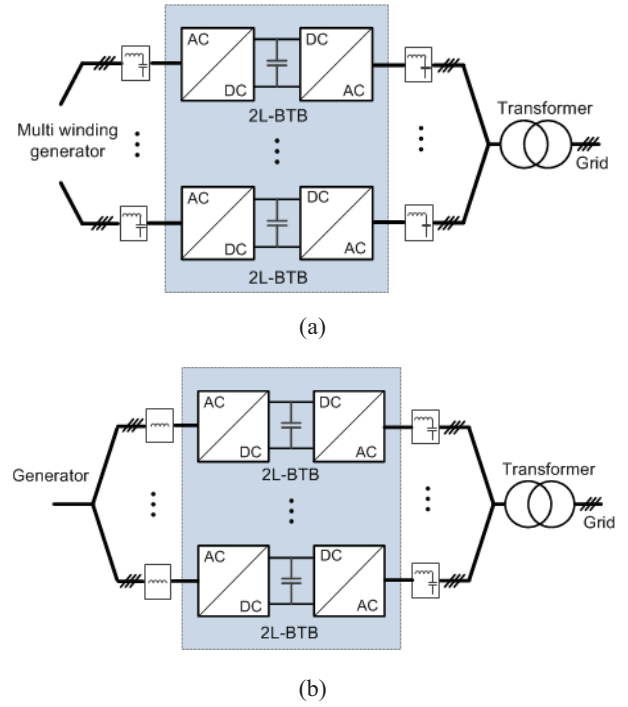 AC
DC
DC
AC
2L-BTB
Multi winding
generator
Transformer
Grid
AC
DC
DC
AC
2L-BTB
(a)
AC
DC
DC
AC
2L-BTB
Generator
Transformer
Grid
AC
DC
DC
AC
2L-BTB
(b)